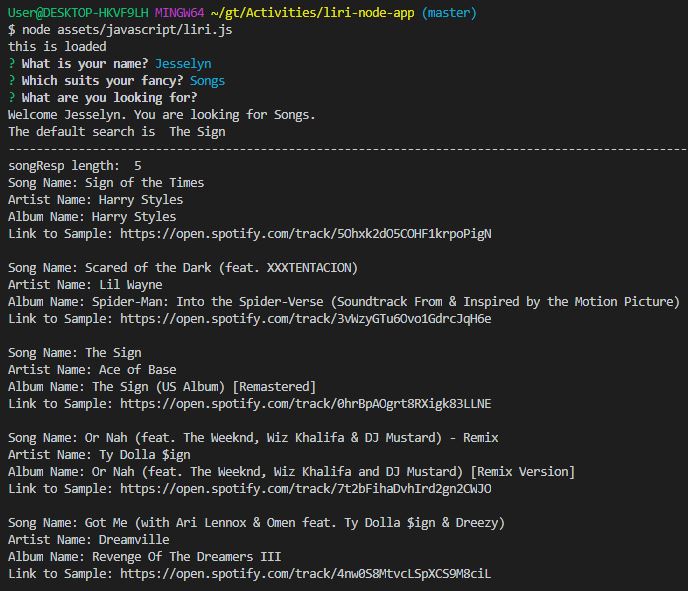 User@DESKTOP-HKVF9LH MINGW64 ~/gt/Activities/liri-node-app (master)
$ node assets/javascript/liri.js
this is loaded
? What is your name? Jesselyn
? Which suits your fancy? Songs
? What are you looking for?
Welcome Jesselyn. You are looking for Songs.
The default search is  The Sign
--------------------------------------------------------------------------------------------------
songResp length:  5
Song Name: Sign of the Times
Artist Name: Harry Styles
Album Name: Harry Styles
Link to Sample: https://open.spotify.com/track/5Ohxk2dO5COHF1krpoPigN

Song Name: Scared of the Dark (feat. XXXTENTACION)
Artist Name: Lil Wayne
Album Name: Spider-Man: Into the Spider-Verse (Soundtrack From & Inspired by the Motion Picture)
Link to Sample: https://open.spotify.com/track/3vWzyGTu6Ovo1GdrcJqH6e

Song Name: The Sign
Artist Name: Ace of Base
Album Name: The Sign (US Album) [Remastered]
Link to Sample: https://open.spotify.com/track/0hrBpAOgrt8RXigk83LLNE

Song Name: Or Nah (feat. The Weeknd, Wiz Khalifa & DJ Mustard) - Remix
Artist Name: Ty Dolla $ign
Album Name: Or Nah (feat. The Weeknd, Wiz Khalifa and DJ Mustard) [Remix Version]
Link to Sample: https://open.spotify.com/track/7t2bFihaDvhIrd2gn2CWJO

Song Name: Got Me (with Ari Lennox & Omen feat. Ty Dolla $ign & Dreezy)
Artist Name: Dreamville
Album Name: Revenge Of The Dreamers III
Link to Sample: https://open.spotify.com/track/4nw0S8MtvcLSpXCS9M8ciL